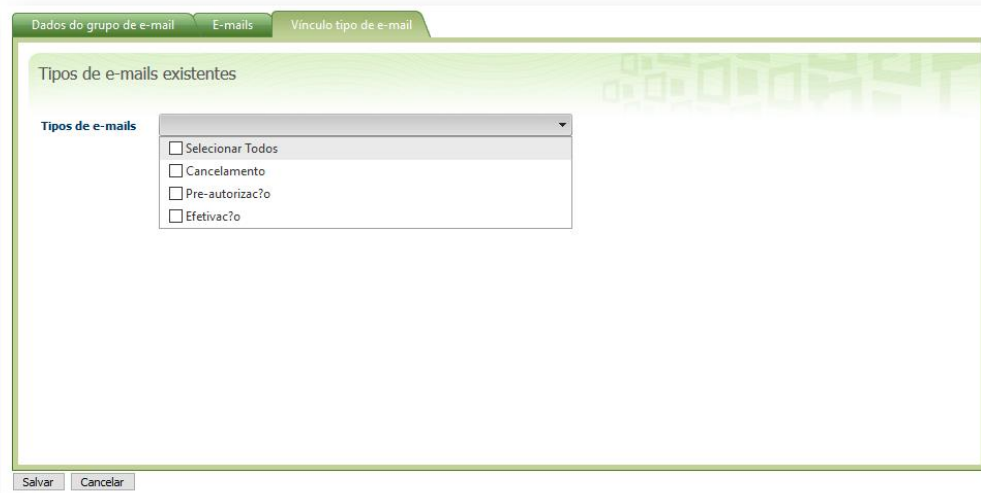 Dados do grupo de e-mail E-mails Vínculo tipo de e-mail
Tipos de e-mails existentes
Tipos de e-mails
Selecionar Todos
Cancelamento
Pre-autorizac?o
Efetivac?o
Salvar Cancelar